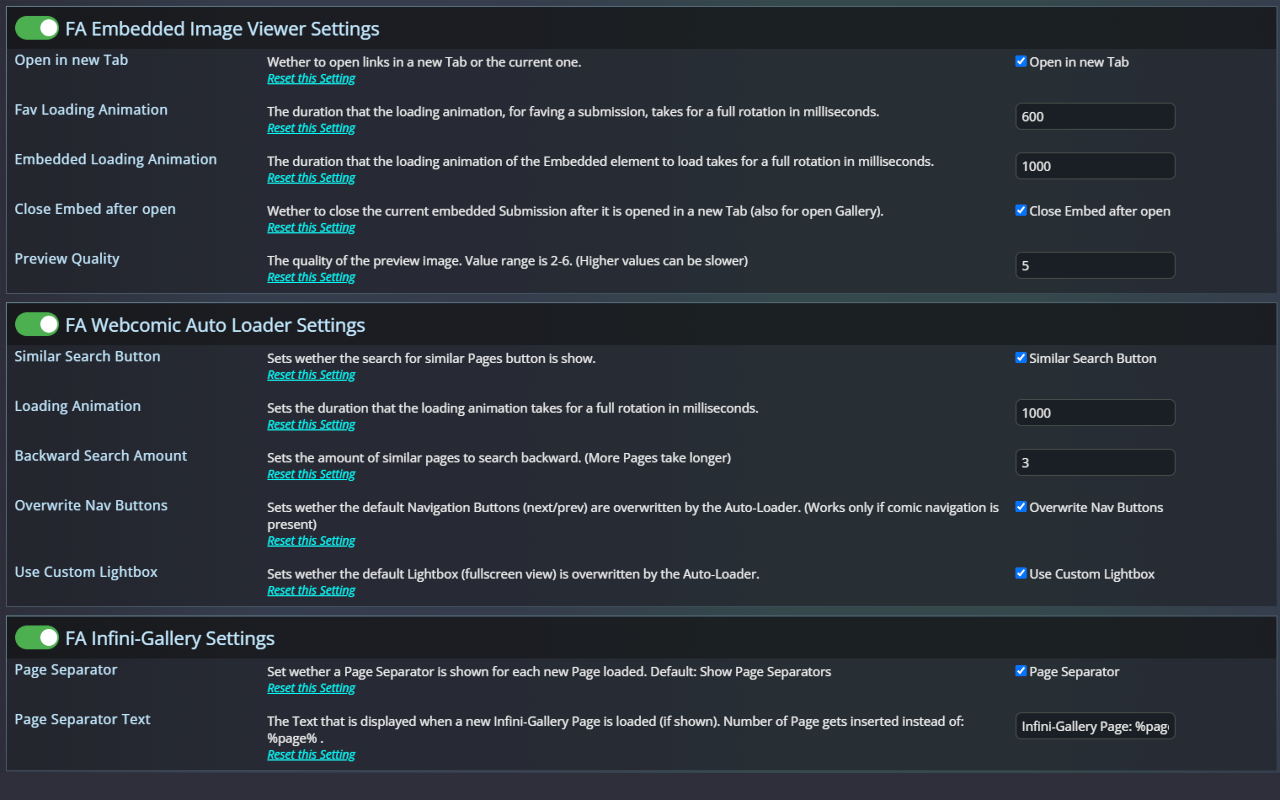 FA Embedded Image Viewer Settings
Open in new Tab
Wether to open links in a new Tab or the current one.
Reset this Setting
Open in new Tab
Fav Loading Animation
The duration that the loading animation, for faving a submission, takes for a full rotation in milliseconds.
Reset this Setting
600
Embedded Loading Animation
The duration that the loading animation of the Embedded element to load takes for a full rotation in milliseconds.
Reset this Setting
1000
Close Embed after open
Wether to close the current embedded Submission after it is opened in a new Tab (also for open Gallery).
Reset this Setting
Close Embed after open
Preview Quality
The quality of the preview image. Value range is 2-6. (Higher values can be slower)
Reset this Setting
5
FA Webcomic Auto Loader Settings
Similar Search Button
Sets wether the search for similar Pages button is show.
Reset this Setting
Similar Search Button
Loading Animation
Sets the duration that the loading animation takes for a full rotation in milliseconds.
Reset this Setting
1000
Backward Search Amount
Sets the amount of similar pages to search backward. (More Pages take longer)
Reset this Setting
3
Overwrite Nav Buttons
Sets wether the default Navigation Buttons (next/prev) are overwritten by the Auto-Loader. (Works only if comic navigation is
present)
Reset this Setting
Overwrite Nav Buttons
Use Custom Lightbox
Sets wether the default Lightbox (fullscreen view) is overwritten by the Auto-Loader.
Reset this Setting
Use Custom Lightbox
FA Infini-Gallery Settings
Page Separator
Set wether a Page Separator is shown for each new Page loaded. Default: Show Page Separators
Reset this Setting
Page Separator
Page Separator Text
The Text that is displayed when a new Infini-Gallery Page is loaded (if shown). Number of Page gets inserted instead of:
%page% .
Reset this Setting
Infini-Gallery Page: %pag